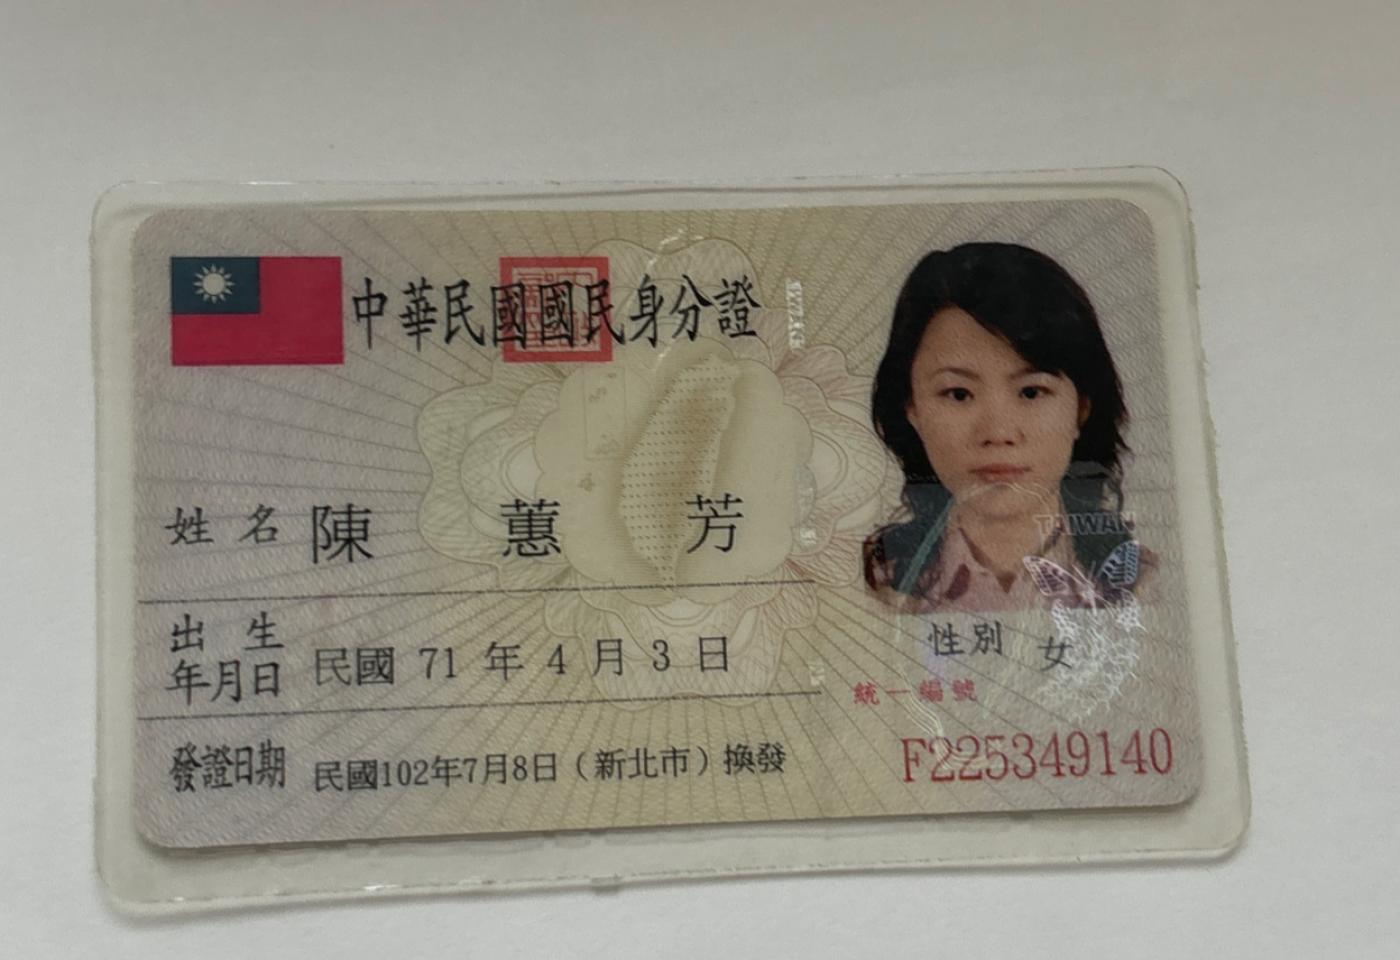 中華民國國民身分證
姓名 陳蕙芳
出生年月日 民國 71 年 4 月 3 日
發證日期 民國102年7月8日（新北市）換發
TAIWAN
性別 女
統一編號
F225349140